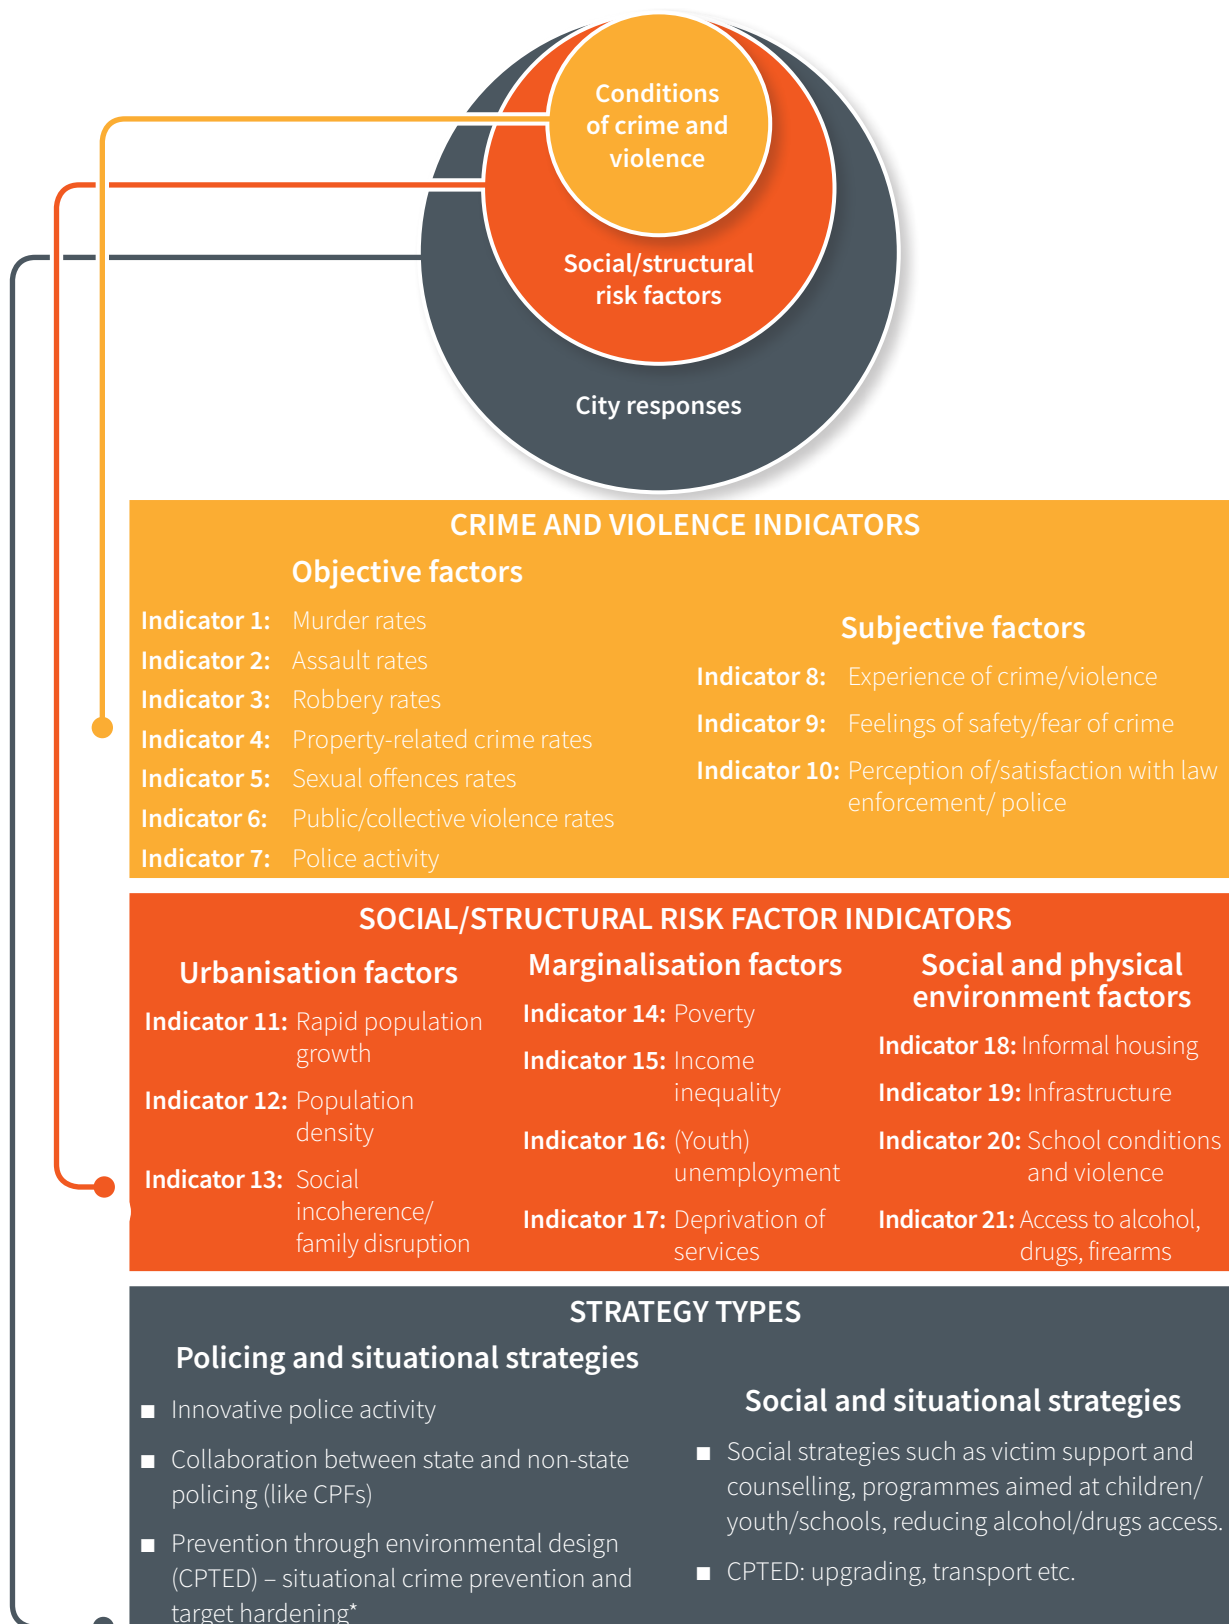 Conditions
of crime and
violence
Social/structural
risk factors
City responses
CRIME AND VIOLENCE INDICATORS
Objective factors
Indicator 1: Murder rates
Indicator 2: Assault rates
Indicator 3: Robbery rates
Indicator 4: Property-related crime rates
Indicator 5: Sexual offences rates
Indicator 6: Public/collective violence rates
Indicator 7: Police activity
Subjective factors
Indicator 8: Experience of crime/violence
Indicator 9: Feelings of safety/fear of crime
Indicator 10: Perception of/satisfaction with law
enforcement/ police
SOCIAL/STRUCTURAL RISK FACTOR INDICATORS
Urbanisation factors
Indicator 11: Rapid population
growth
Indicator 12: Population
density
Indicator 13: Social
incoherence/
family disruption
Marginalisation factors
Indicator 14: Poverty
Indicator 15: Income
inequality
Indicator 16: (Youth)
unemployment
Indicator 17: Deprivation of
services
Social and physical
environment factors
Indicator 18: Informal housing
Indicator 19: Infrastructure
Indicator 20: School conditions
and violence
Indicator 21: Access to alcohol,
drugs, firearms
STRATEGY TYPES
Policing and situational strategies
■ Innovative police activity
■ Collaboration between state and non-state
policing (like CPFs)
■ Prevention through environmental design
(CPTED) – situational crime prevention and
target hardening*
Social and situational strategies
■ Social strategies such as victim support and
counselling, programmes aimed at children/
youth/schools, reducing alcohol/drugs access.
■ CPTED: upgrading, transport etc.